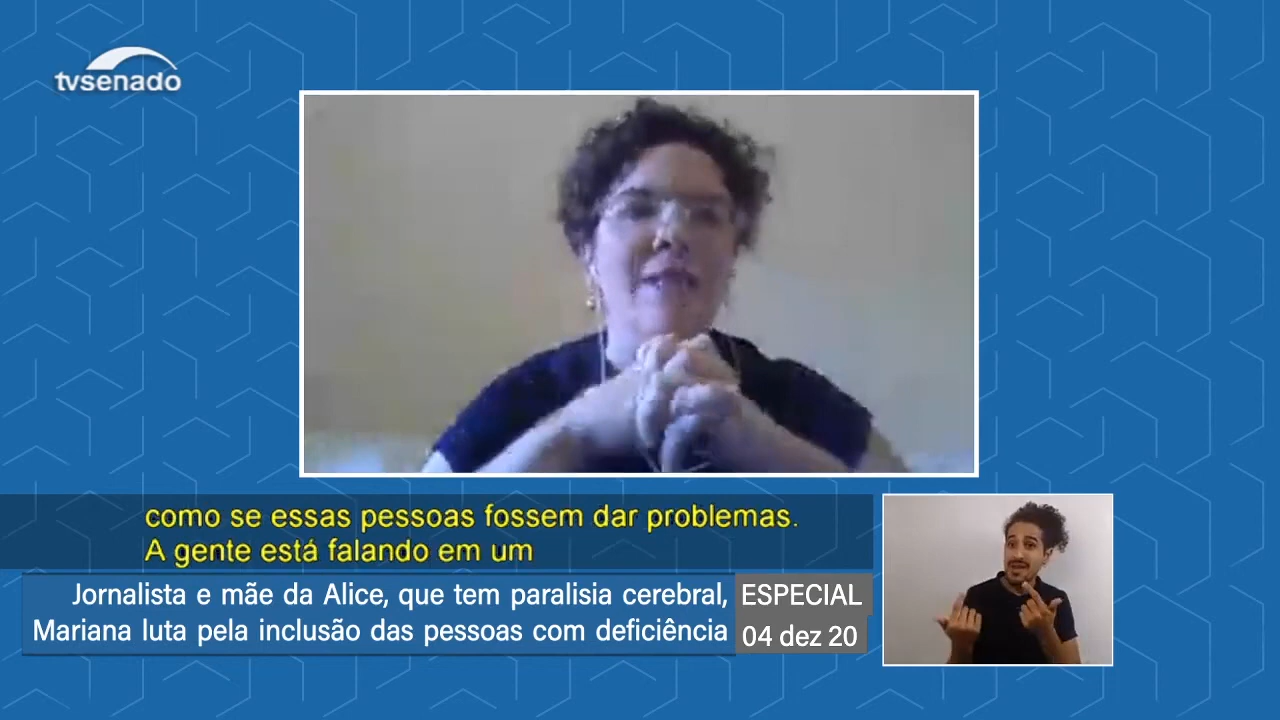 tvsenado
como se essas pessoas fossem dar problemas.
A gente está falando em um
Jornalista e mãe da Alice, que tem paralisia cerebral,
Mariana luta pela inclusão das pessoas com deficiência
ESPECIAL
04 dez 20